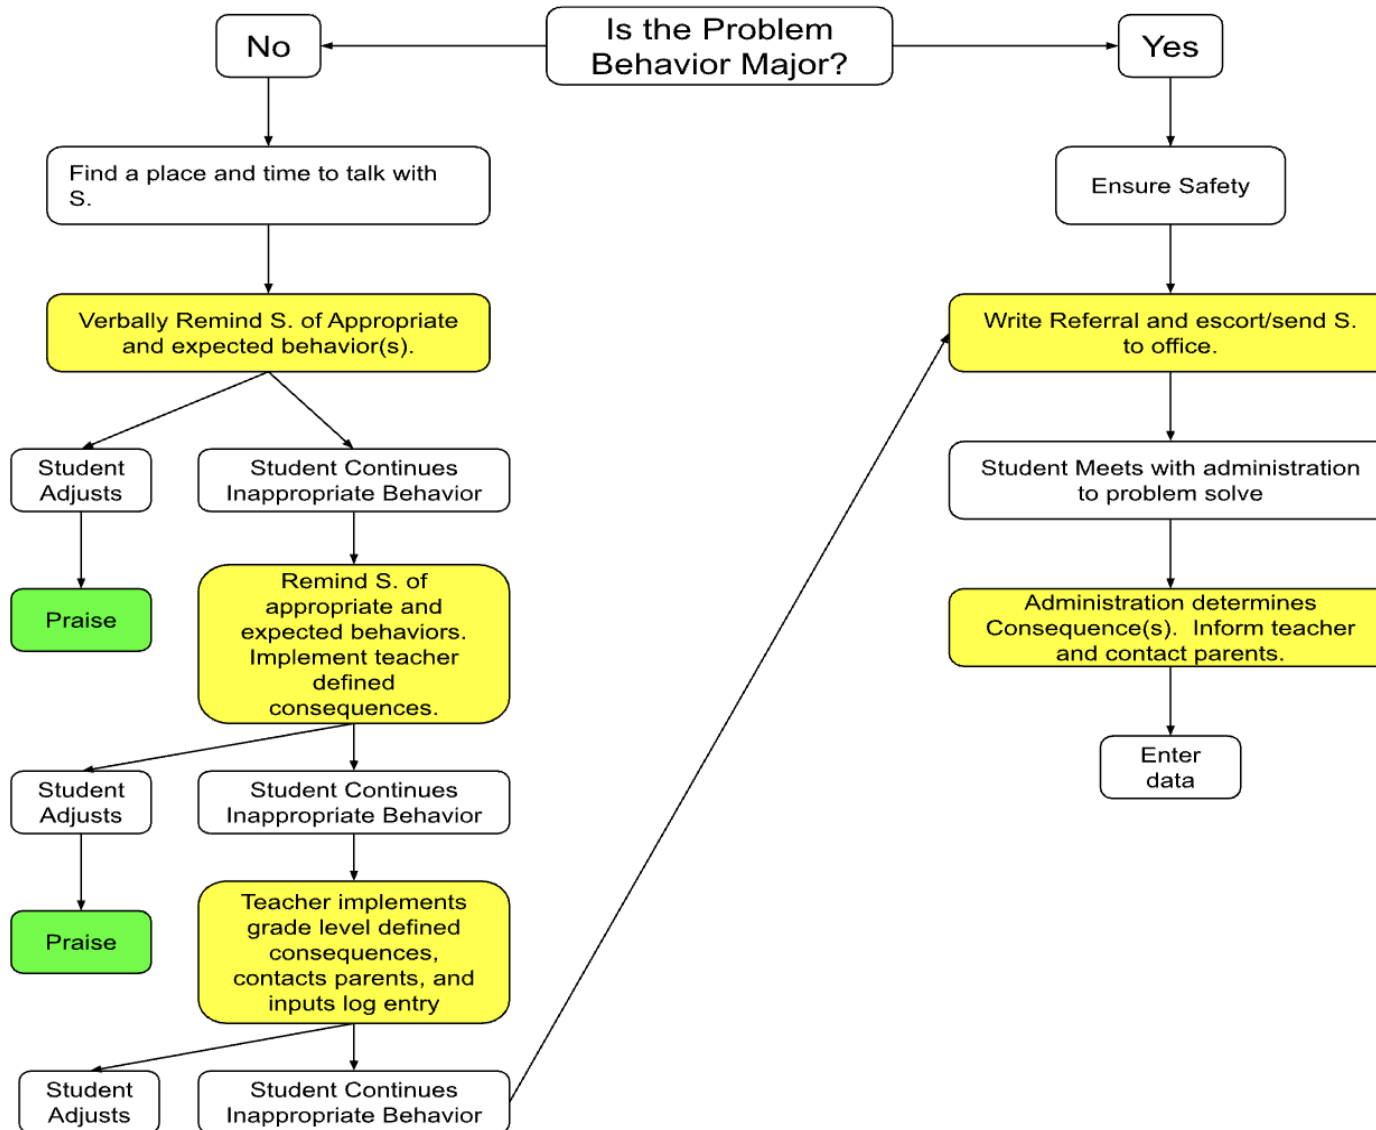 Is the Problem
Behavior Major?
No
Yes
Find a place and time to talk with
S.
Ensure Safety
Verbally Remind S. of Appropriate
and expected behavior(s).
Write Referral and escort/send S.
to office.
Student
Adjusts
Student Continues
Inappropriate Behavior
Student Meets with administration
to problem solve
Praise
Remind S. of
appropriate and
expected behaviors.
Implement teacher
defined
consequences.
Administration determines
Consequence(s). Inform teacher
and contact parents.
Student
Adjusts
Student Continues
Inappropriate Behavior
Enter
data
Praise
Teacher implements
grade level defined
consequences,
contacts parents, and
inputs log entry
Student
Adjusts
Student Continues
Inappropriate Behavior